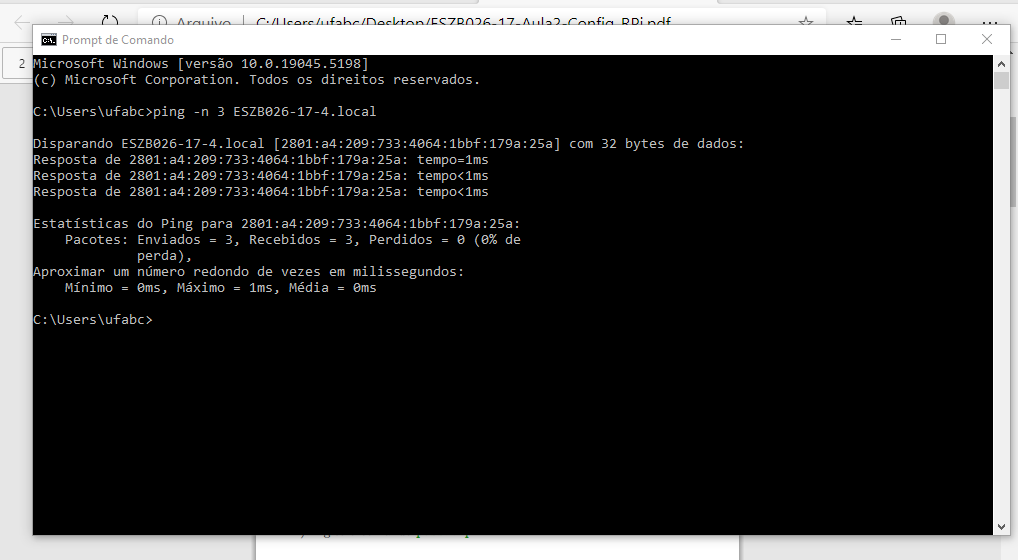 Arquivo
C:/Users/ufabc/Desktop/ESZB026-17-Aula2-Config_RPi.pdf
Prompt de Comando
2
Microsoft Windows [versão 10.0.19045.5198]
(c) Microsoft Corporation. Todos os direitos reservados.
C:\Users\ufabc>ping -n 3 ESZB026-17-4.local
Disparando ESZB026-17-4.local [2801:a4:209:733:4064:1bbf:179a:25a] com 32 bytes de dados:
Resposta de 2801:a4:209:733:4064:1bbf:179a:25a: tempo=1ms
Resposta de 2801:a4:209:733:4064:1bbf:179a:25a: tempo<1ms
Resposta de 2801:a4:209:733:4064:1bbf:179a:25a: tempo<1ms
Estatísticas do Ping para 2801:a4:209:733:4064:1bbf:179a:25a:
Pacotes: Enviados = 3, Recebidos = 3, Perdidos = 0 (0% de
perda),
Aproximar um número redondo de vezes em milissegundos:
Mínimo = 0ms, Máximo = 1ms, Média = 0ms
C:\Users\ufabc>